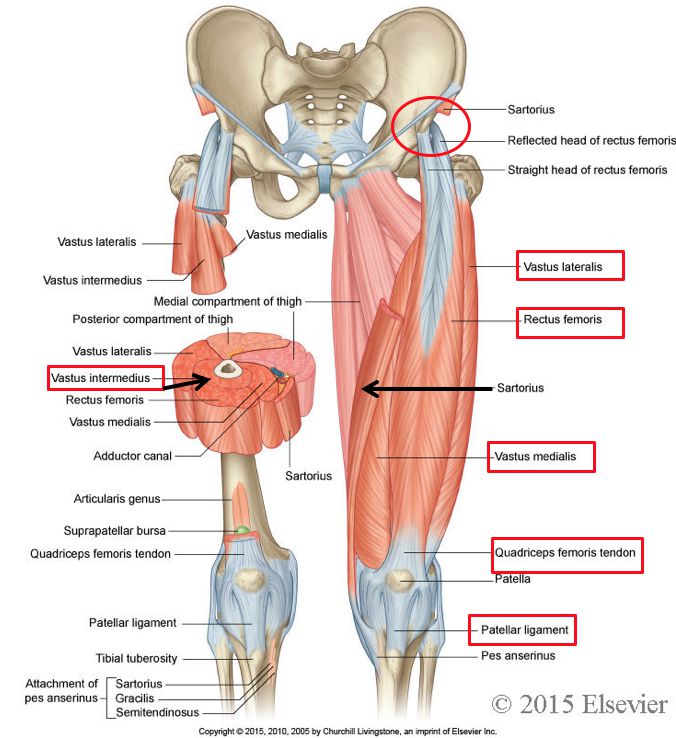 Sartorius
Reflected head of rectus femoris
Straight head of rectus femoris
Vastus lateralis
Vastus medialis
Vastus intermedius
Medial compartment of thigh
Posterior compartment of thigh
Vastus lateralis
Vastus intermedius
Rectus femoris
Vastus medialis
Adductor canal
Sartorius
Vastus lateralis
Rectus femoris
Sartorius
Vastus medialis
Articularis genus
Suprapatellar bursa
Quadriceps femoris tendon
Quadriceps femoris tendon
Patella
Patellar ligament
Patellar ligament
Tibial tuberosity
Pes anserinus
Attachment of
pes anserinus
Sartorius
Gracilis
Semitendinosus
© 2015 Elsevier
Copyright © 2015, 2010, 2005 by Churchill Livingstone, an imprint of Elsevier Inc.